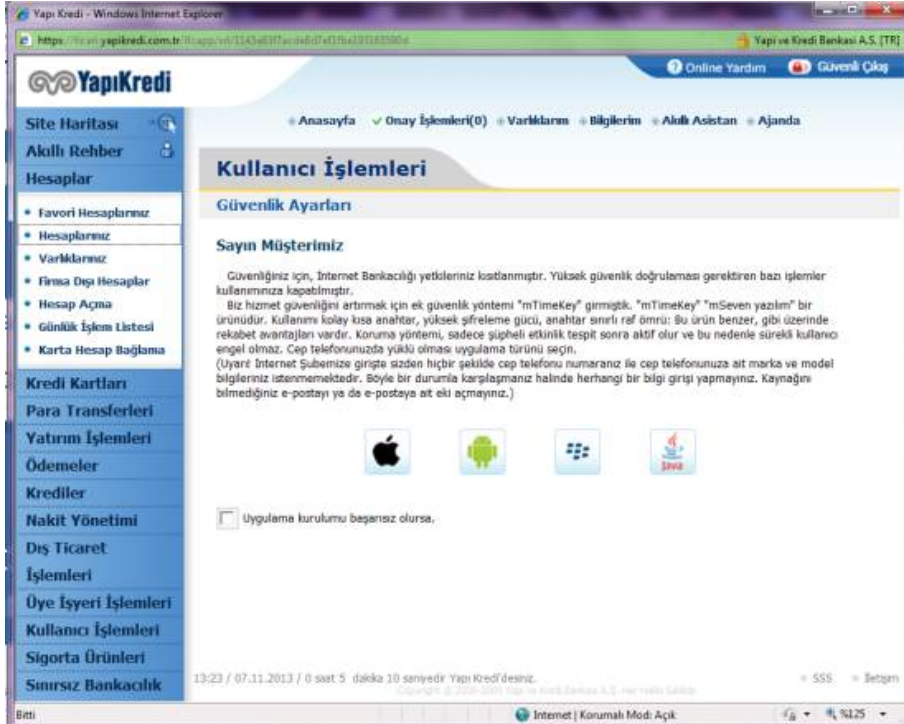 Yapı Kredi - Windows Internet Explorer
yapikredi.com.tr
Yapi ve Kredi Bankasi A.S. [TR]
YapıKredi
Online Yardım
Güvenli Çıkış
Anasayfa
Onay İşlemleri(0)
Varlıklarım
Bilgilerim
Akıllı Asistan
Ajanda
Site Haritası
Akıllı Rehber
Hesaplar
Favori Hesaplarınız
Hesaplarınız
Varlıklarınız
Firma Dışı Hesaplar
Hesap Açma
Günlük İşlem Listesi
Karta Hesap Bağlama
Kredi Kartları
Para Transferleri
Yatırım İşlemleri
Ödemeler
Krediler
Nakit Yönetimi
Dış Ticaret
İşlemleri
Üye İşyeri İşlemleri
Kullanıcı İşlemleri
Sigorta Ürünleri
Sınırsız Bankacılık
Kullanıcı İşlemleri
Güvenlik Ayarları
Sayın Müşterimiz
Güvenliğiniz için, İnternet Bankacılığı yetkileriniz kısıtlanmıştır. Yüksek güvenlik doğrulaması gerektiren bazı işlemler
kullanımınıza kapatılmıştır.
Biz hizmet güvenliğini artırmak için ek güvenlik yöntemi "mTimeKey" girmiştik. "mTimeKey" "mSeven yazılım" bir
ürünüdür. Kullanımı kolay kısa anahtar, yüksek şifreleme gücü, anahtar sınırlı raf ömrü: Bu ürün benzer, gibi üzerinde
rekabet avantajları vardır. Koruma yöntemi, sadece şüpheli etkinlik tespit sonra aktif olur ve bu nedenle sürekli kullanıcı
engel olmaz. Cep telefonunuzda yüklü olması uygulama türünü seçin.
(Uyarı! İnternet Şubemize girişte sizden hiçbir şekilde cep telefonu numaranız ile cep telefonunuza ait marka ve model
bilgileriniz istenmemektedir. Böyle bir durumla karşılaşmanız halinde herhangi bir bilgi girişi yapmayınız. Kaynağını
bilmediğiniz e-postayı ya da e-postaya ait eki açmayınız.)
Java
Uygulama kurulumu başarısız olursa.
13:23 / 07.11.2013 / 0 saat 5 dakika 10 saniyedir Yapı Kredi'desiniz.
SSS
İletişim
Bitti
Internet | Korumalı Mod: Açık
%125